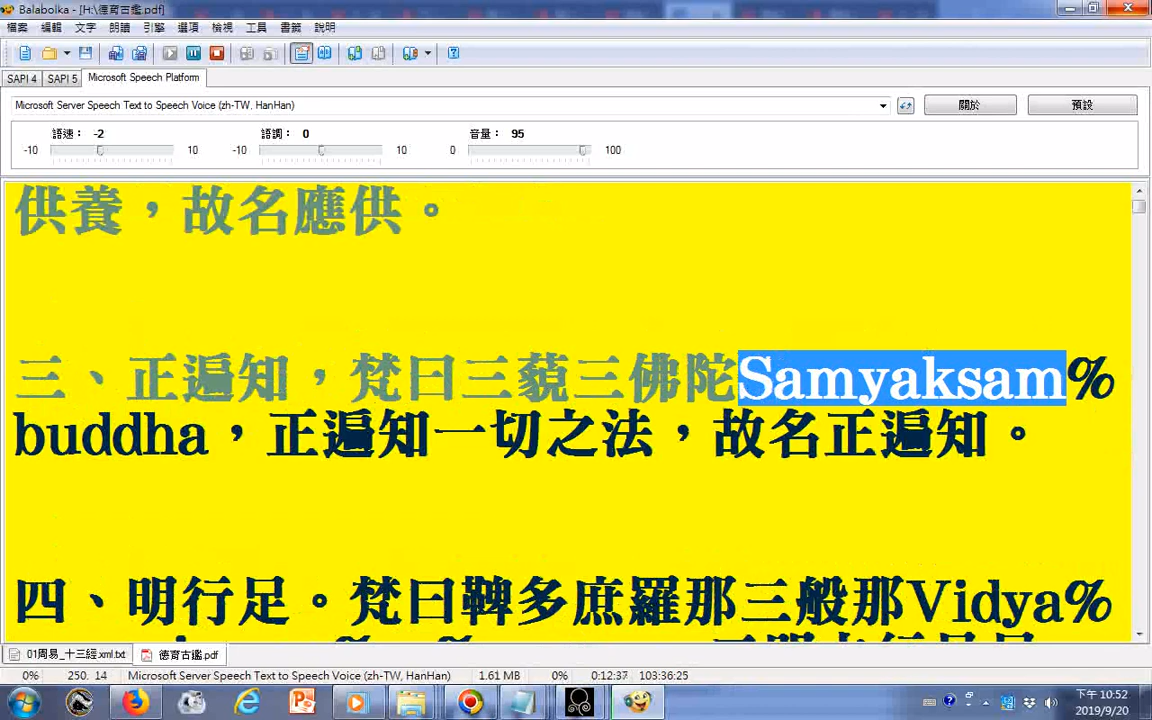 Balabolka - [H:\德育古鑑.pdf]
檔案 編輯 文字 朗讀 引擎 選項 檢視 工具 書籤 說明
SAPI 4 SAPI 5 Microsoft Speech Platform
Microsoft Server Speech Text to Speech Voice (zh-TW, HanHan) 關於 預設
語速： -2 語調： 0 音量： 95
-10 10 -10 10 0 100
供養，故名應供。
三、正遍知，梵曰三藐三佛陀Samyaksam%
buddha，正遍知一切之法，故名正遍知。
四、明行足。梵曰鞞多庶羅那三般那Vidya%
01周易_十三經.xml.txt 德育古鑑.pdf
0% 250. 14 Microsoft Server Speech Text to Speech Voice (zh-TW, HanHan) 1.61 MB 0% 0:12:37 103:36:25
下午 10:52
2019/9/20